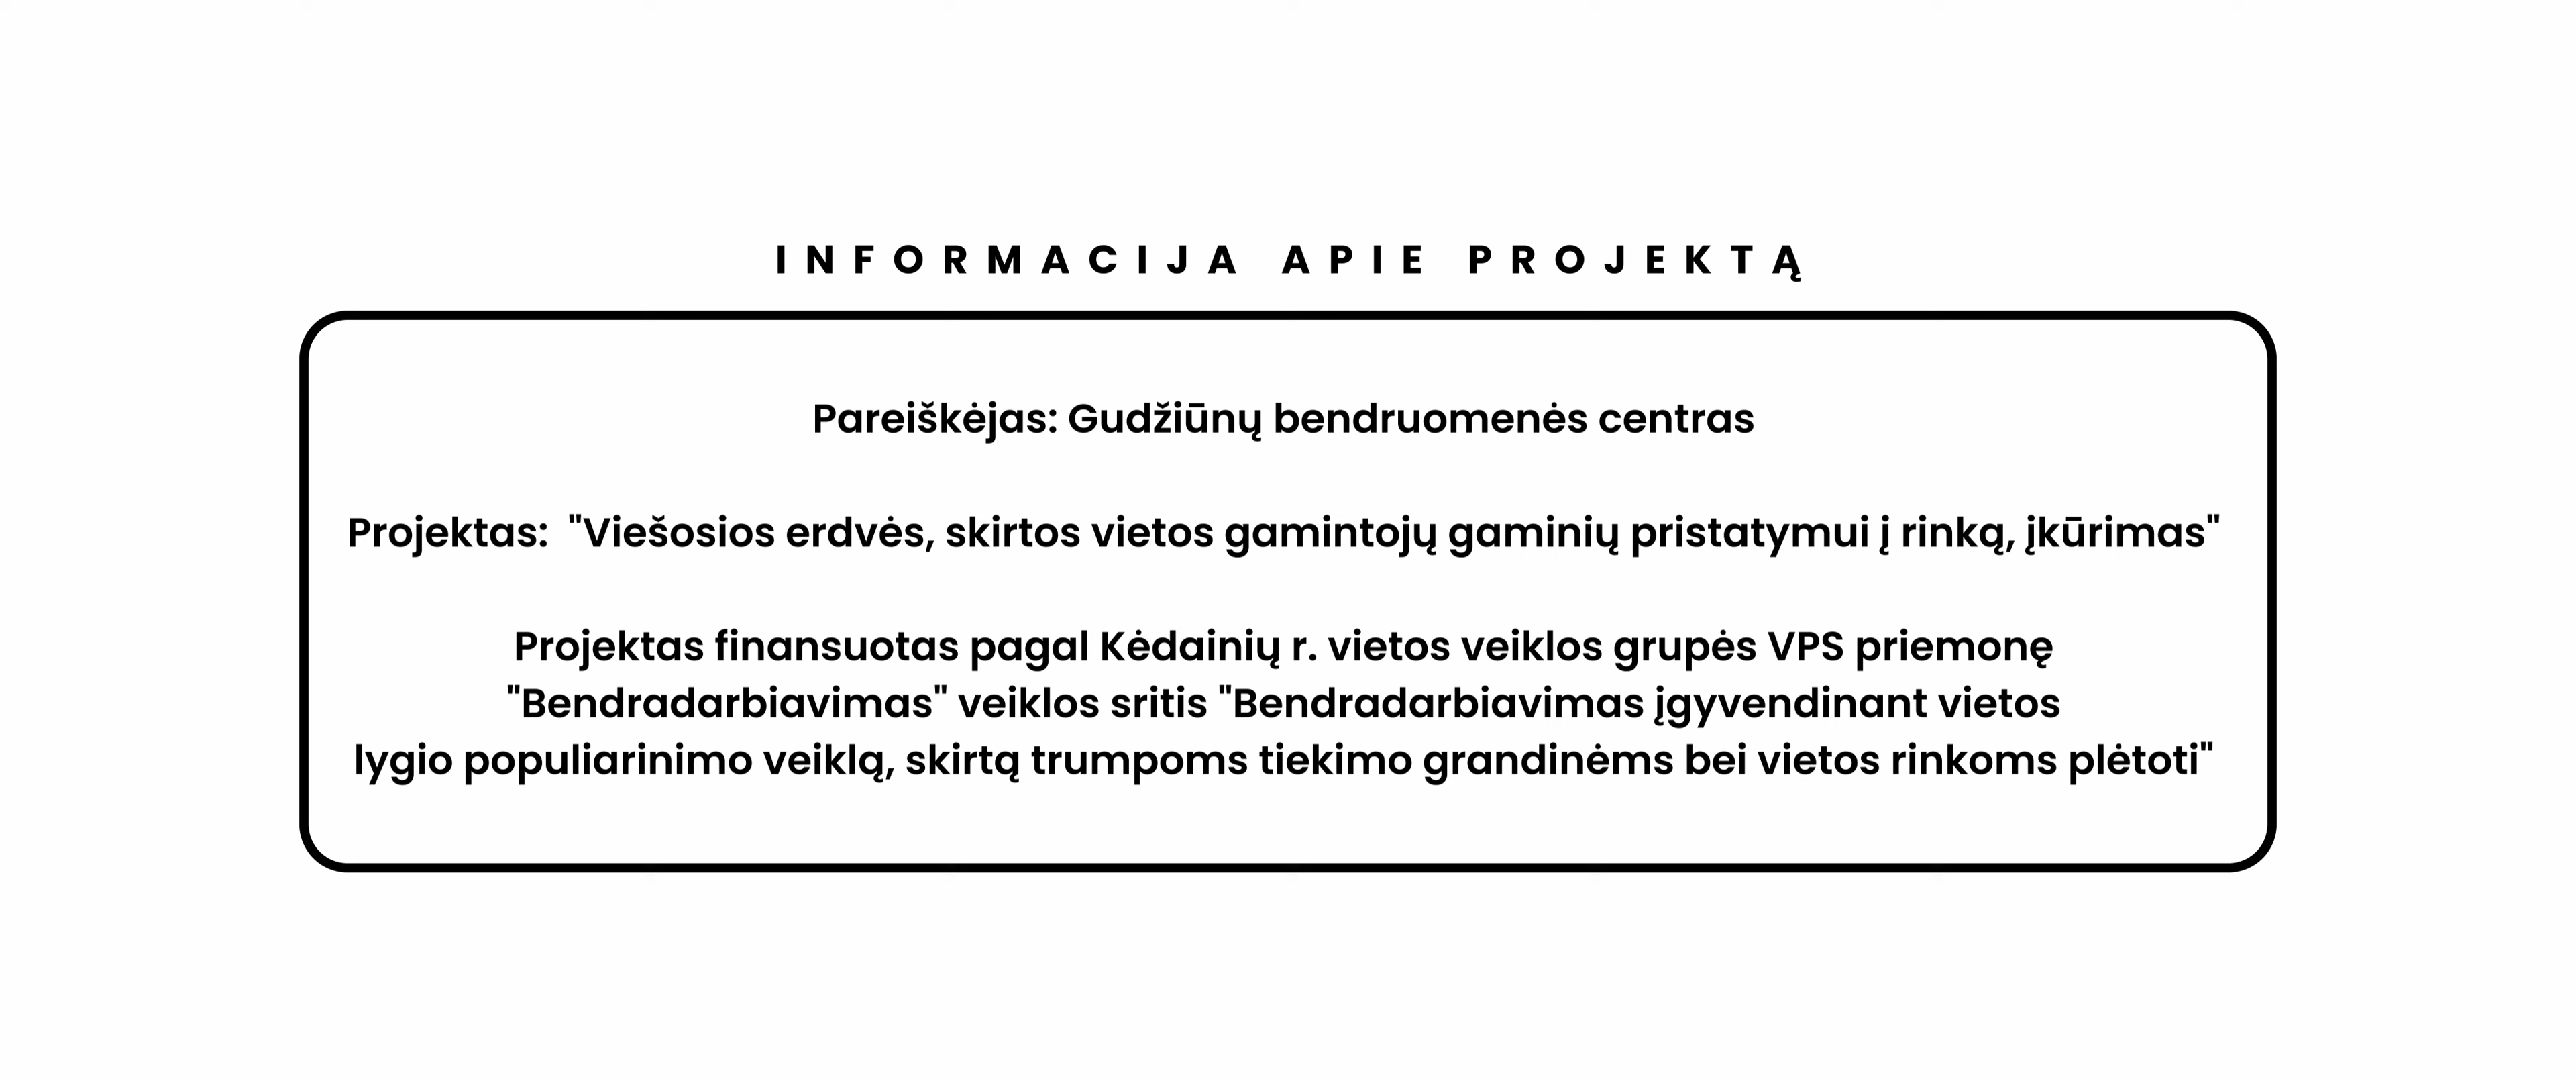 INFORMACIJA APIE PROJEKTĄ
Pareiškėjas: Gudžiūnų bendruomenės centras
Projektas:  "Viešosios erdvės, skirtos vietos gamintojų gaminių pristatymui į rinką, įkūrimas"
Projektas finansuotas pagal Kėdainių r. vietos veiklos grupės VPS priemonę
"Bendradarbiavimas" veiklos sritis "Bendradarbiavimas įgyvendinant vietos
lygio populiarinimo veiklą, skirtą trumpoms tiekimo grandinėms bei vietos rinkoms plėtoti"